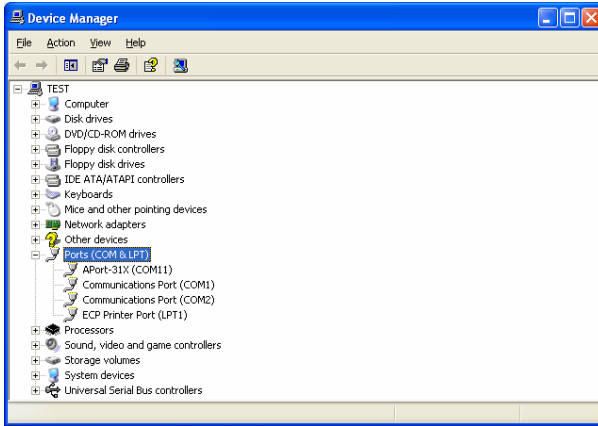 Device Manager
File Action View Help
TEST
Computer
Disk drives
DVD/CD-ROM drives
Floppy disk controllers
Floppy disk drives
IDE ATA/ATAPI controllers
Keyboards
Mice and other pointing devices
Network adapters
Other devices
Ports (COM & LPT)
APort-31X (COM11)
Communications Port (COM1)
Communications Port (COM2)
ECP Printer Port (LPT1)
Processors
Sound, video and game controllers
Storage volumes
System devices
Universal Serial Bus controllers